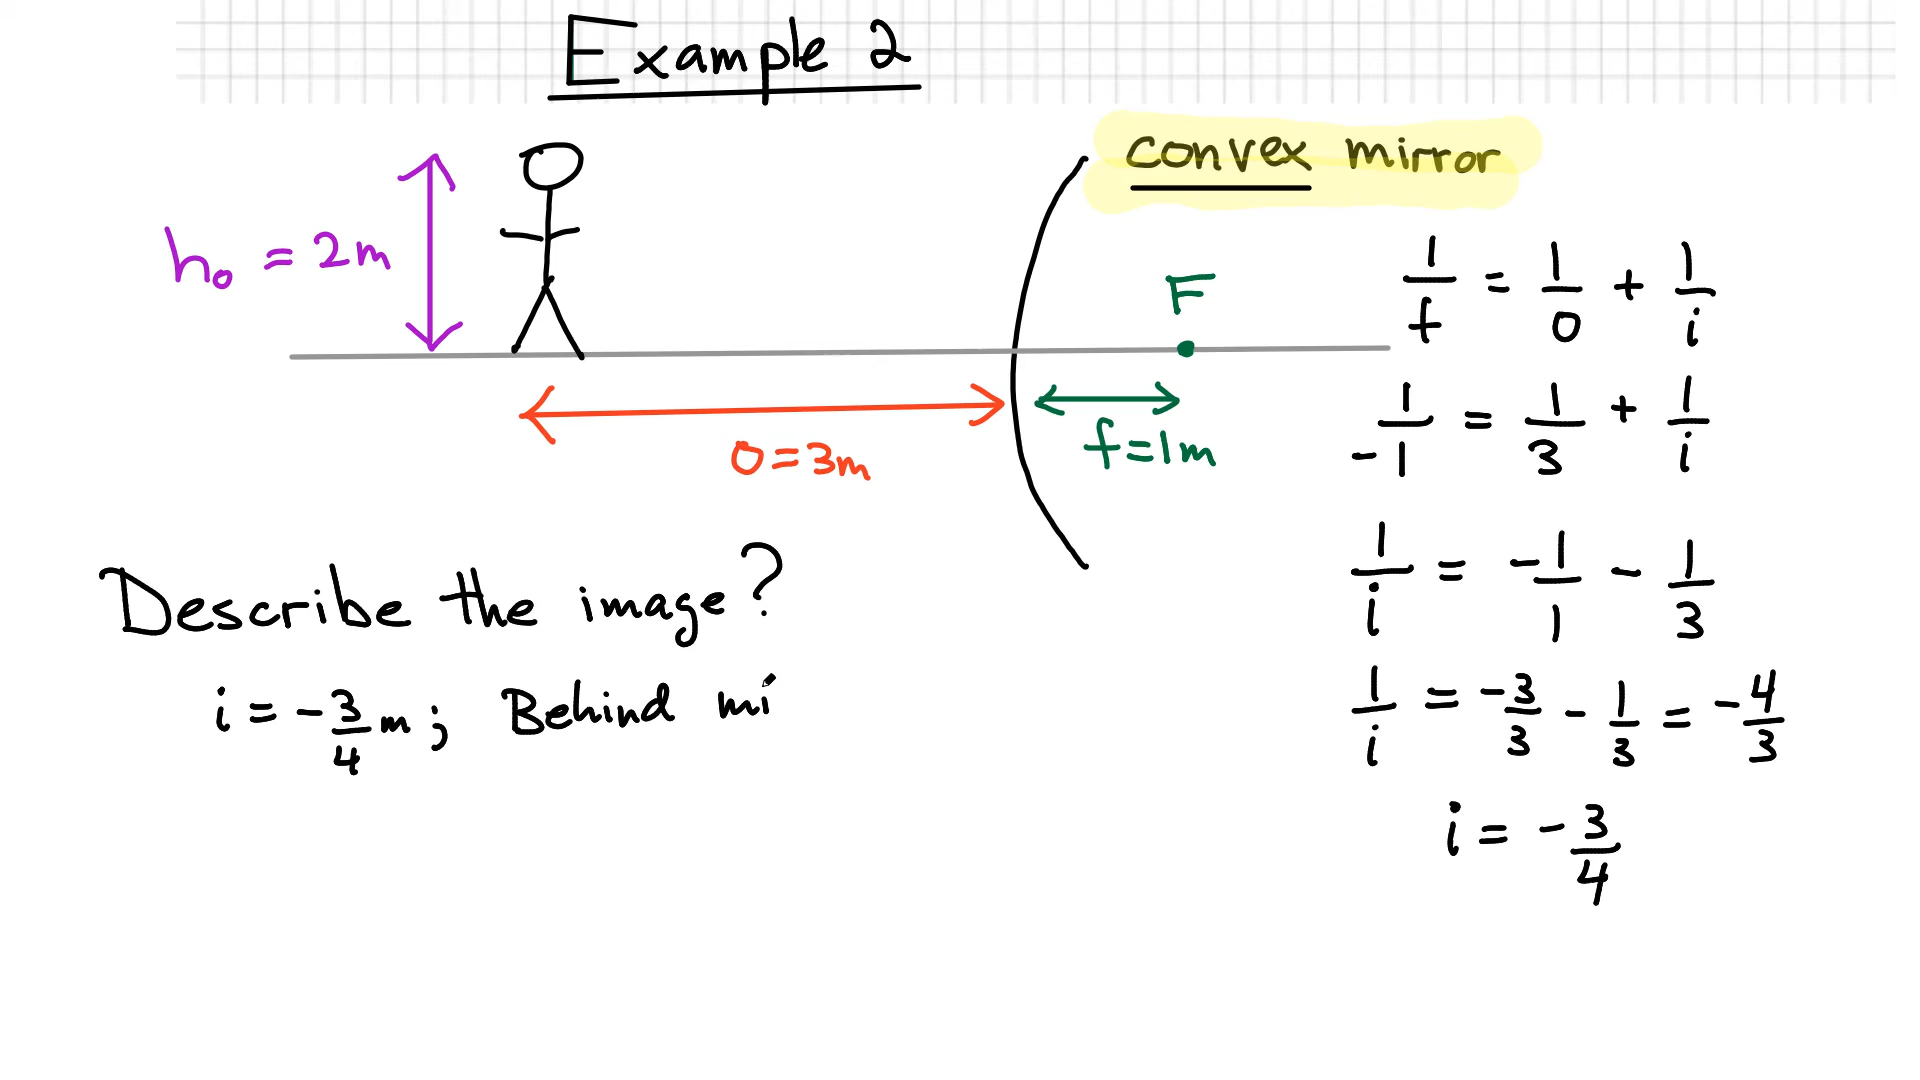 Example 2
convex mirror
h₀ = 2m
F
o = 3m
f = 1m
1/f = 1/o + 1/i
1/-1 = 1/3 + 1/i
1/i = -1/1 - 1/3
1/i = -3/3 - 1/3 = -4/3
i = -3/4
Describe the image?
i = -3/4 m; Behind mi